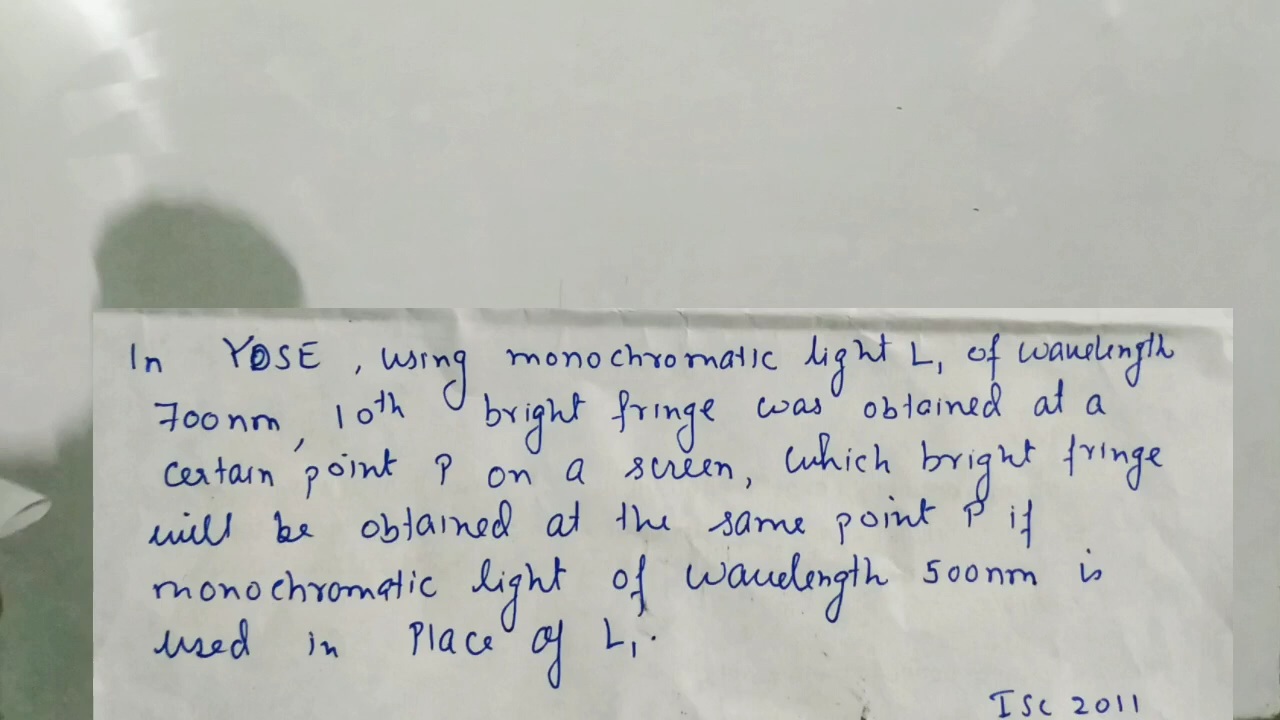 In YDSE, using monochromatic light L₁ of wavelength
700nm, 10th bright fringe was obtained at a
certain point P on a screen, which bright fringe
will be obtained at the same point P if
monochromatic light of wavelength 500nm is
used in Place of L₁.
ISC 2011